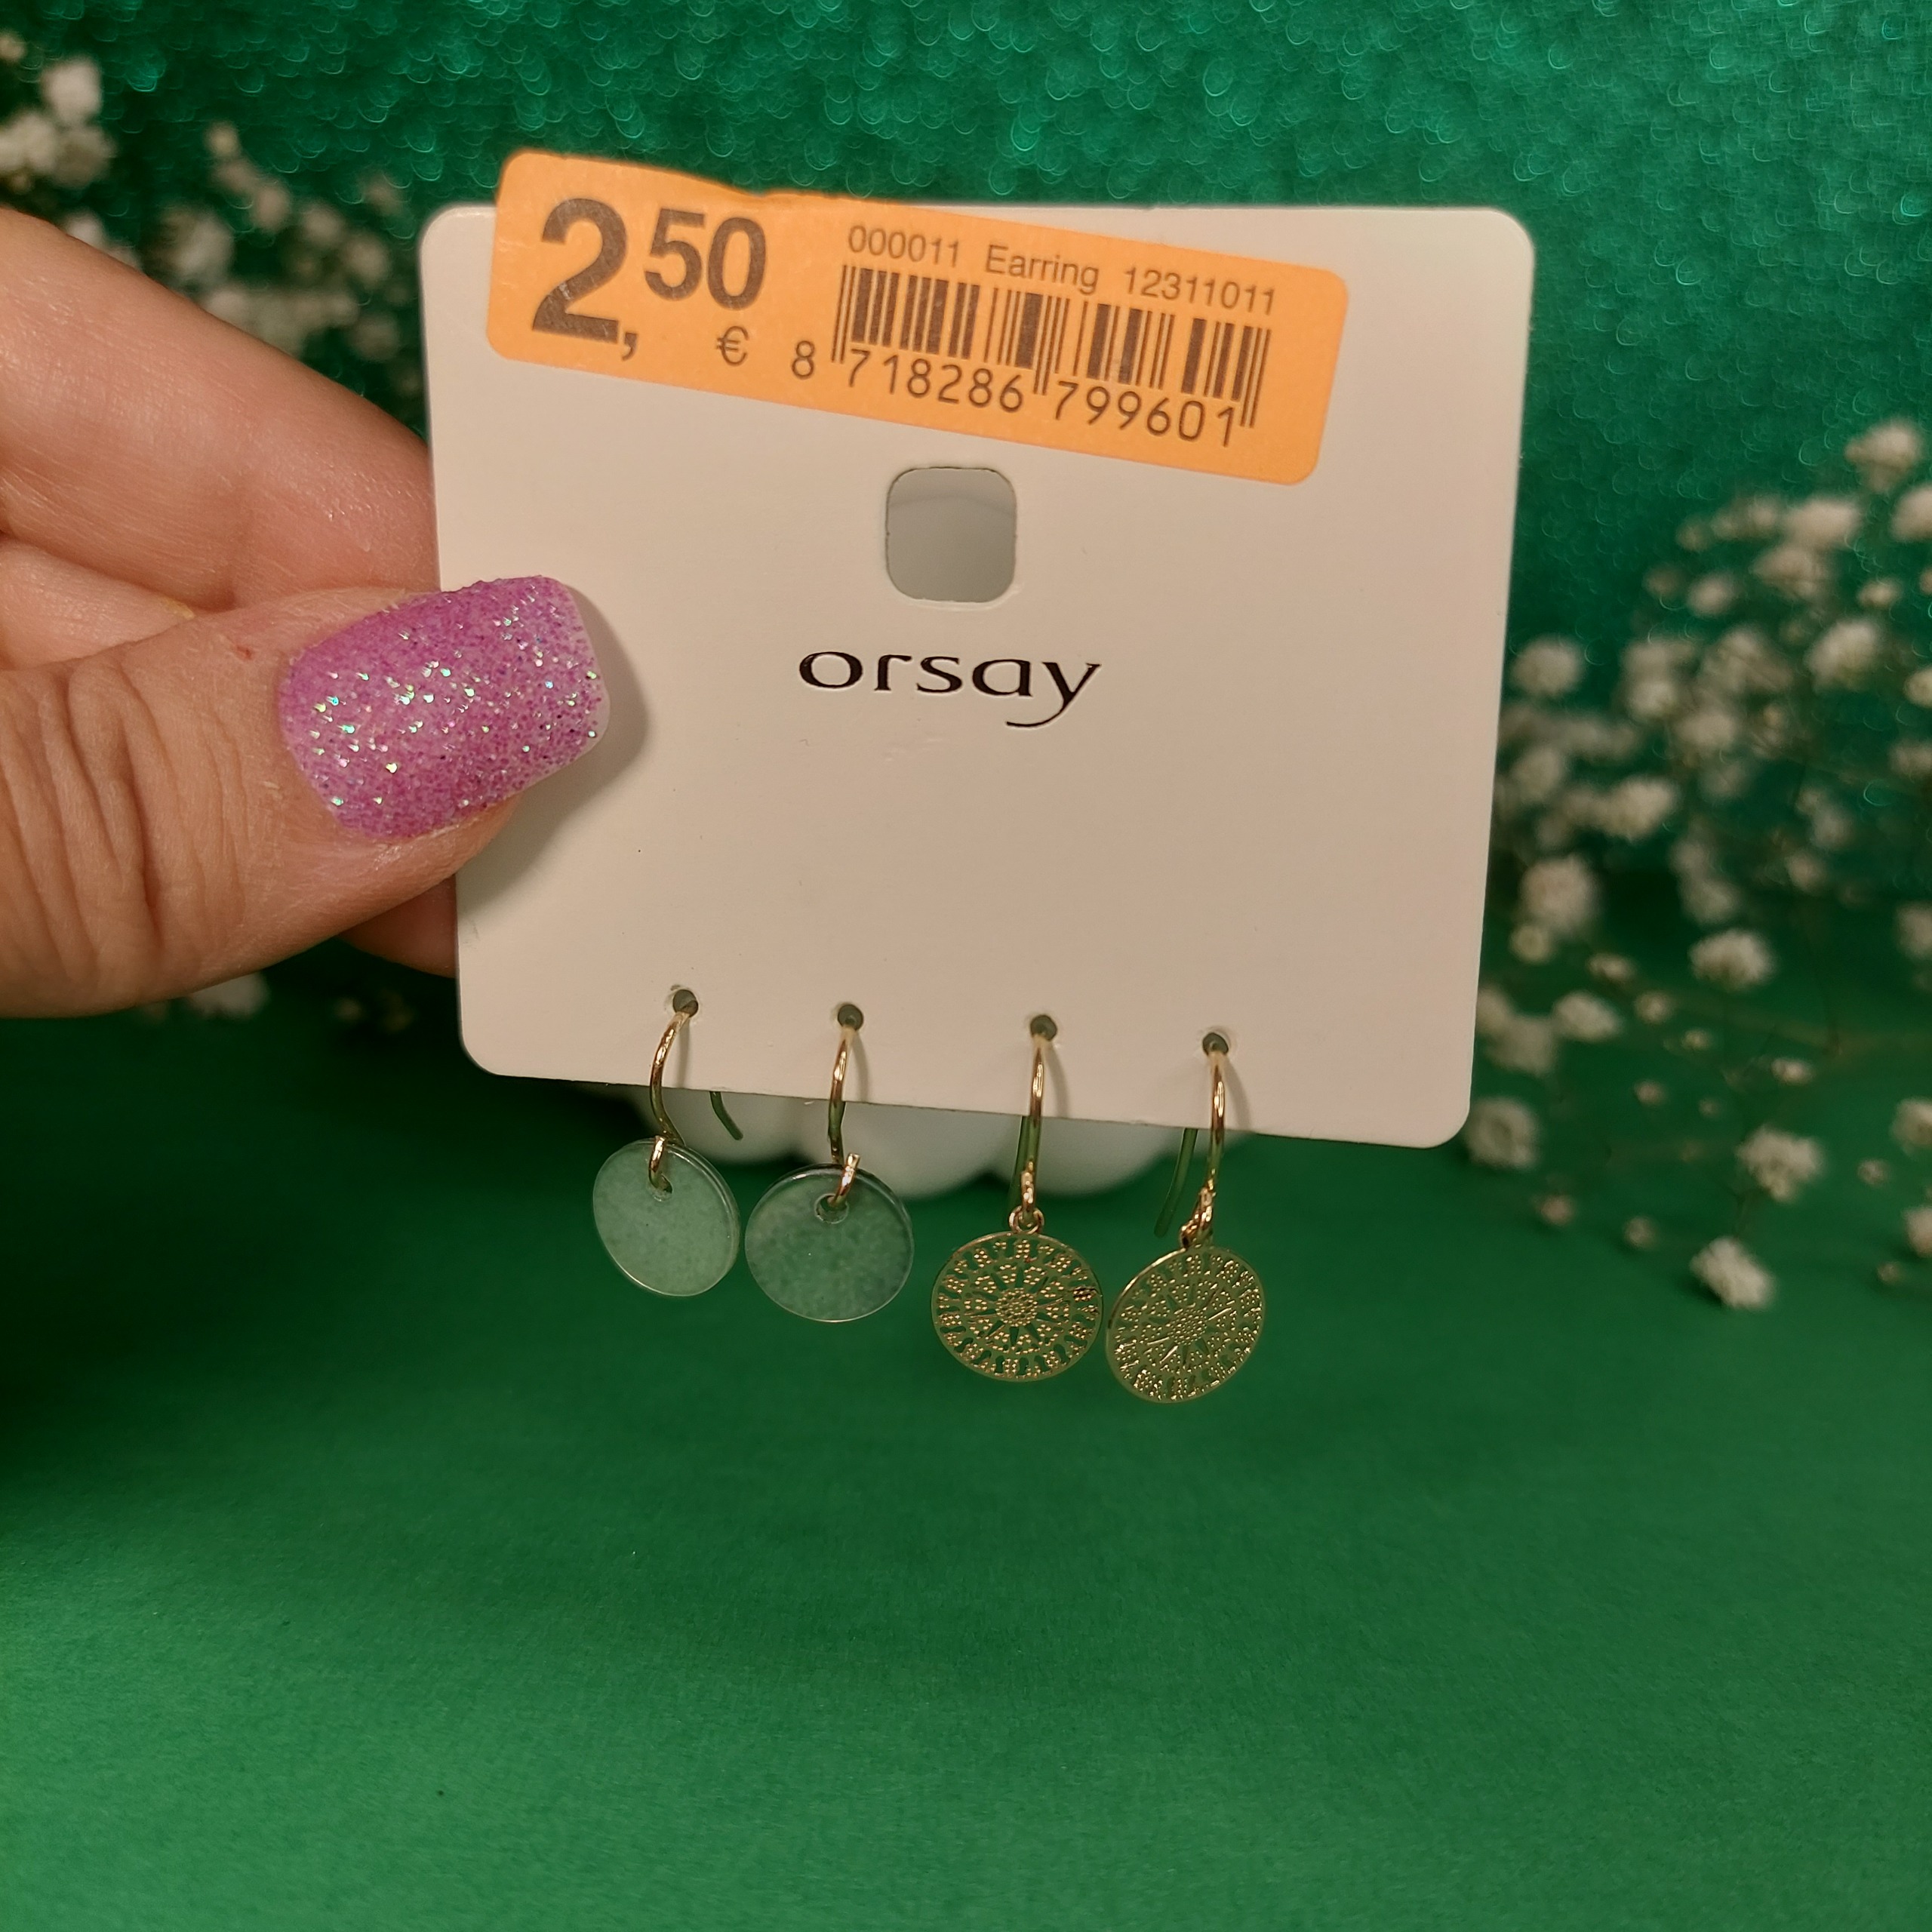 2,50 €
000011 Earring 12311011
8 718286 799601
orsay